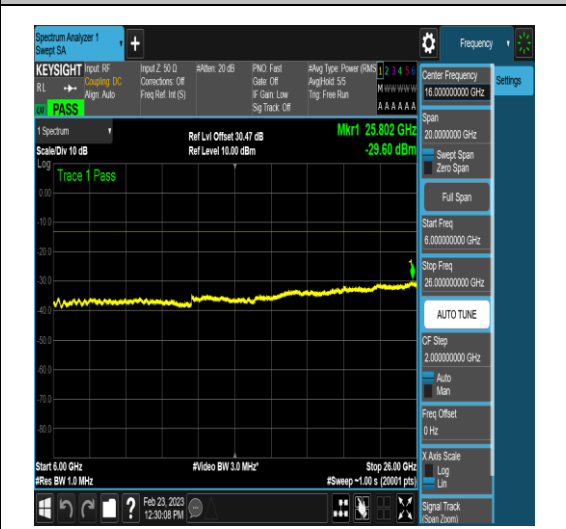 Spectrum Analyzer 1
Swept SA
Frequency
KEYSIGHT
RL
Input: RF
Coupling: DC
Align: Auto
Input Z: 50 Ω
Corrections: Off
Freq Ref: Int (S)
#Atten: 20 dB
PNO: Fast
Gate: Off
IF Gain: Low
Sig Track: Off
#Avg Type: Power (RMS
Avg|Hold: 5/5
Trig: Free Run
1 2 3 4 5 6
M W W W W W
A A A A A A
PASS
1 Spectrum
Scale/Div 10 dB
Ref Lvl Offset 30.47 dB
Ref Level 10.00 dBm
Mkr1 25.802 GHz
-29.60 dBm
Log
Trace 1 Pass
0.00
-10.0
-20.0
-30.0
-40.0
-50.0
-60.0
-70.0
-80.0
1
Start 6.00 GHz
#Res BW 1.0 MHz
#Video BW 3.0 MHz*
Stop 26.00 GHz
#Sweep ~1.00 s (20001 pts)
Feb 23, 2023
12:30:08 PM
Center Frequency
16.000000000 GHz
Settings
Span
20.0000000 GHz
Swept Span
Zero Span
Full Span
Start Freq
6.000000000 GHz
Stop Freq
26.000000000 GHz
AUTO TUNE
CF Step
2.000000000 GHz
Auto
Man
Freq Offset
0 Hz
X Axis Scale
Log
Lin
Signal Track
(Span Zoom)